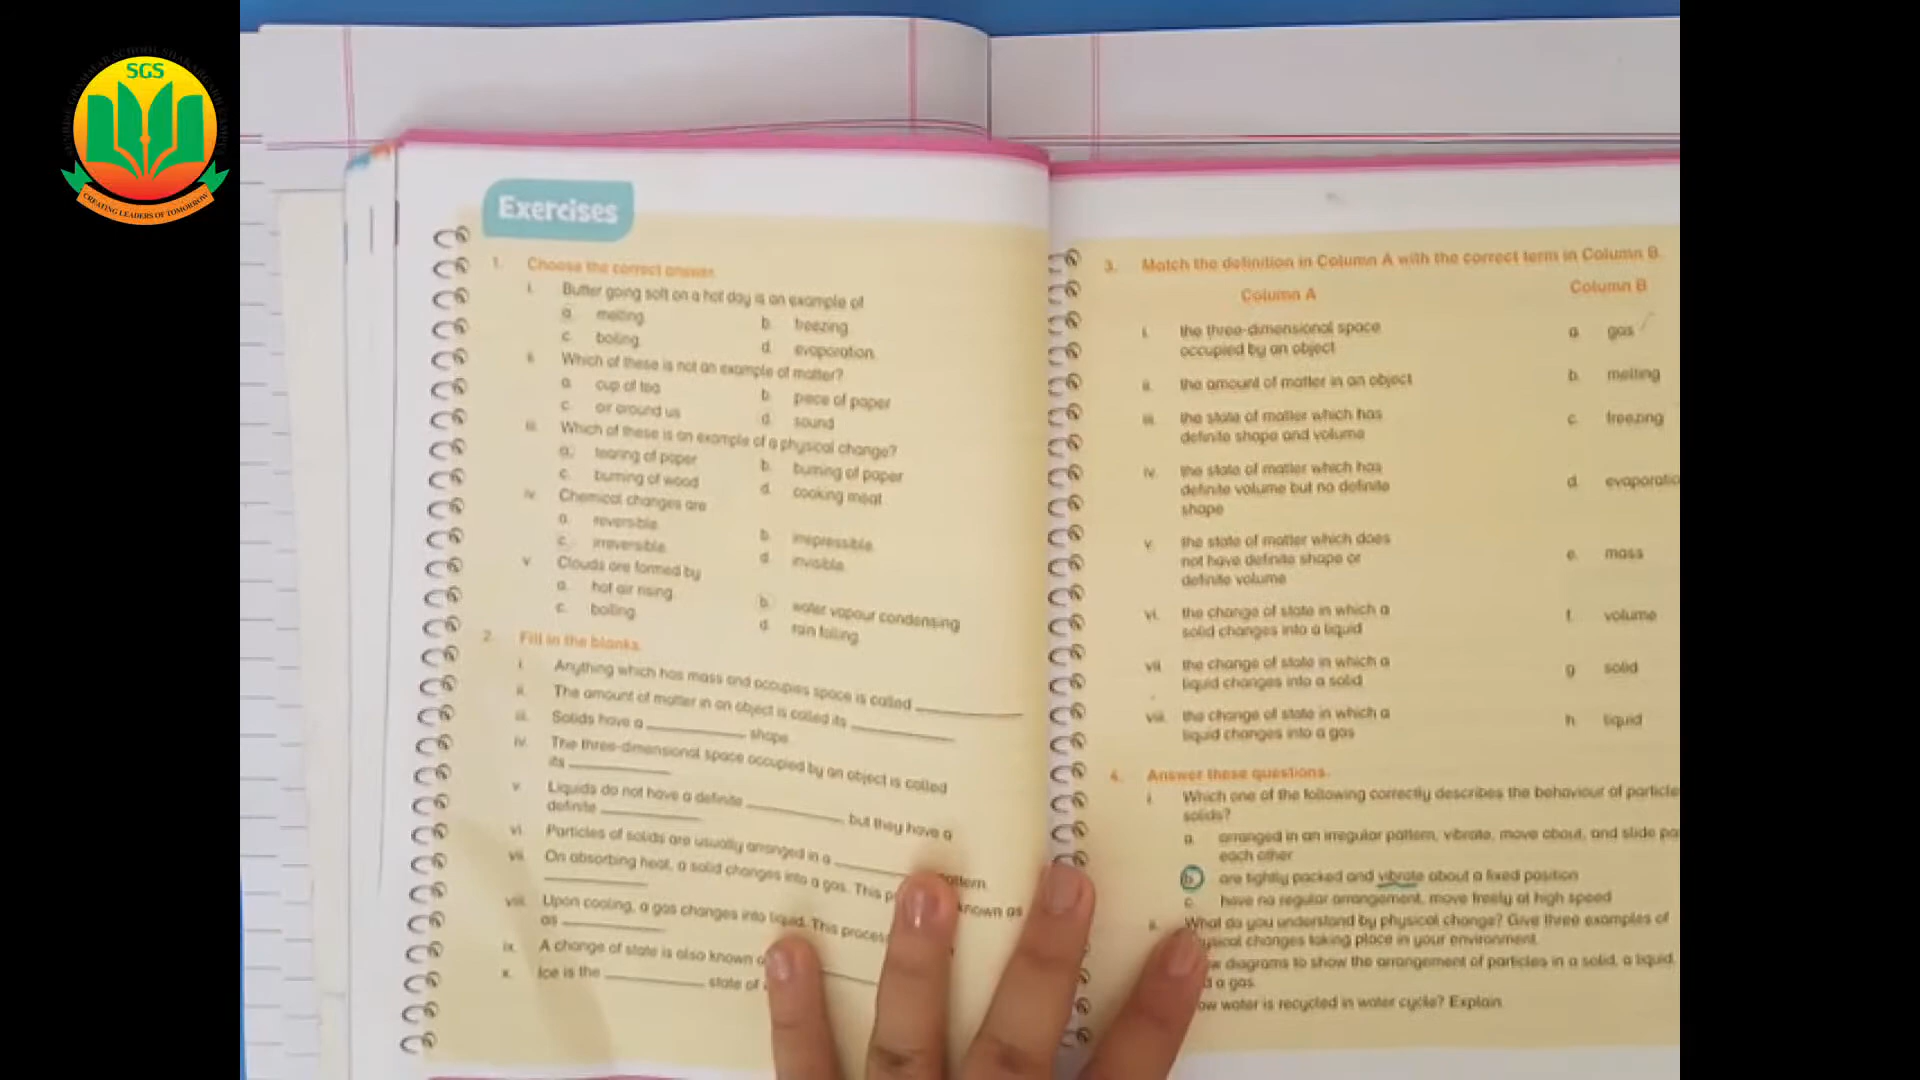 SGS
CREATING LEADERS OF TOMORROW
Exercises
1. Choose the correct answer.
i. Butter going soft on a hot day is an example of
a. melting b. freezing
c. boiling d. evaporation
ii. Which of these is not an example of matter?
a. cup of tea b. piece of paper
c. air around us d. sound
iii. Which of these is an example of a physical change?
a. tearing of paper b. burning of paper
c. burning of wood d. cooking meat
iv. Chemical changes are
a. reversible b. irrepressible
c. irreversible d. invisible
v. Clouds are formed by
a. hot air rising b. water vapour condensing
c. boiling d. rain falling
2. Fill in the blanks.
i. Anything which has mass and occupies space is called
ii. The amount of matter in an object is called its
iii. Solids have a shape
iv. The three-dimensional space occupied by an object is called
its
v. Liquids do not have a definite but they have a
definite
vi. Particles of solids are usually arranged in a pattern.
vii. On absorbing heat, a solid changes into a gas. This known as
viii. Upon cooling, a gas changes into liquid. This process
as
ix. A change of state is also known
x. Ice is the state of
3. Match the definition in Column A with the correct term in Column B.
Column A Column B
i. the three-dimensional space a. gas
occupied by an object
ii. the amount of matter in an object b. melting
iii. the state of matter which has c. freezing
definite shape and volume
iv. the state of matter which has
definite volume but no definite d. evaporatio
shape
v. the state of matter which does e. mass
not have definite shape or
definite volume
vi. the change of state in which a f. volume
solid changes into a liquid
vii. the change of state in which a g. solid
liquid changes into a solid
viii. the change of state in which a h. liquid
liquid changes into a gas
4. Answer these questions.
i. Which one of the following correctly describes the behaviour of particle
solids?
a. arranged in an irregular pattern, vibrate, move about, and slide pa
each other
b. are tightly packed and vibrate about a fixed position
c. have no regular arrangement, move freely at high speed
ii. What do you understand by physical change? Give three examples of
changes taking place in your environment.
diagrams to show the arrangement of particles in a solid, a liquid,
a gas.
water is recycled in water cycle? Explain.